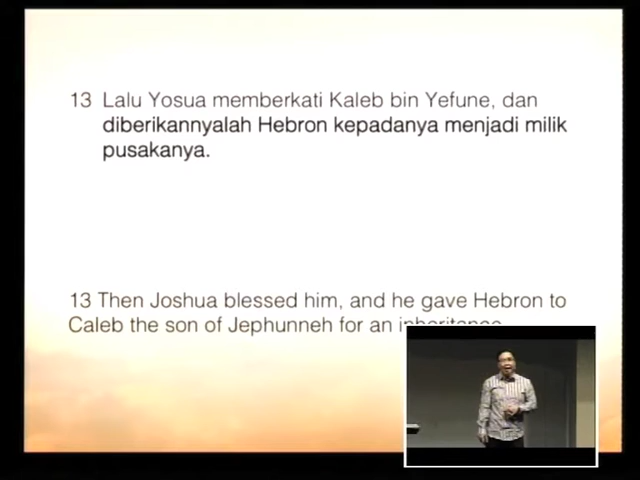 13 Lalu Yosua memberkati Kaleb bin Yefune, dan
diberikannyalah Hebron kepadanya menjadi milik
pusakanya.
13 Then Joshua blessed him, and he gave Hebron to
Caleb the son of Jephunneh for an inheritance